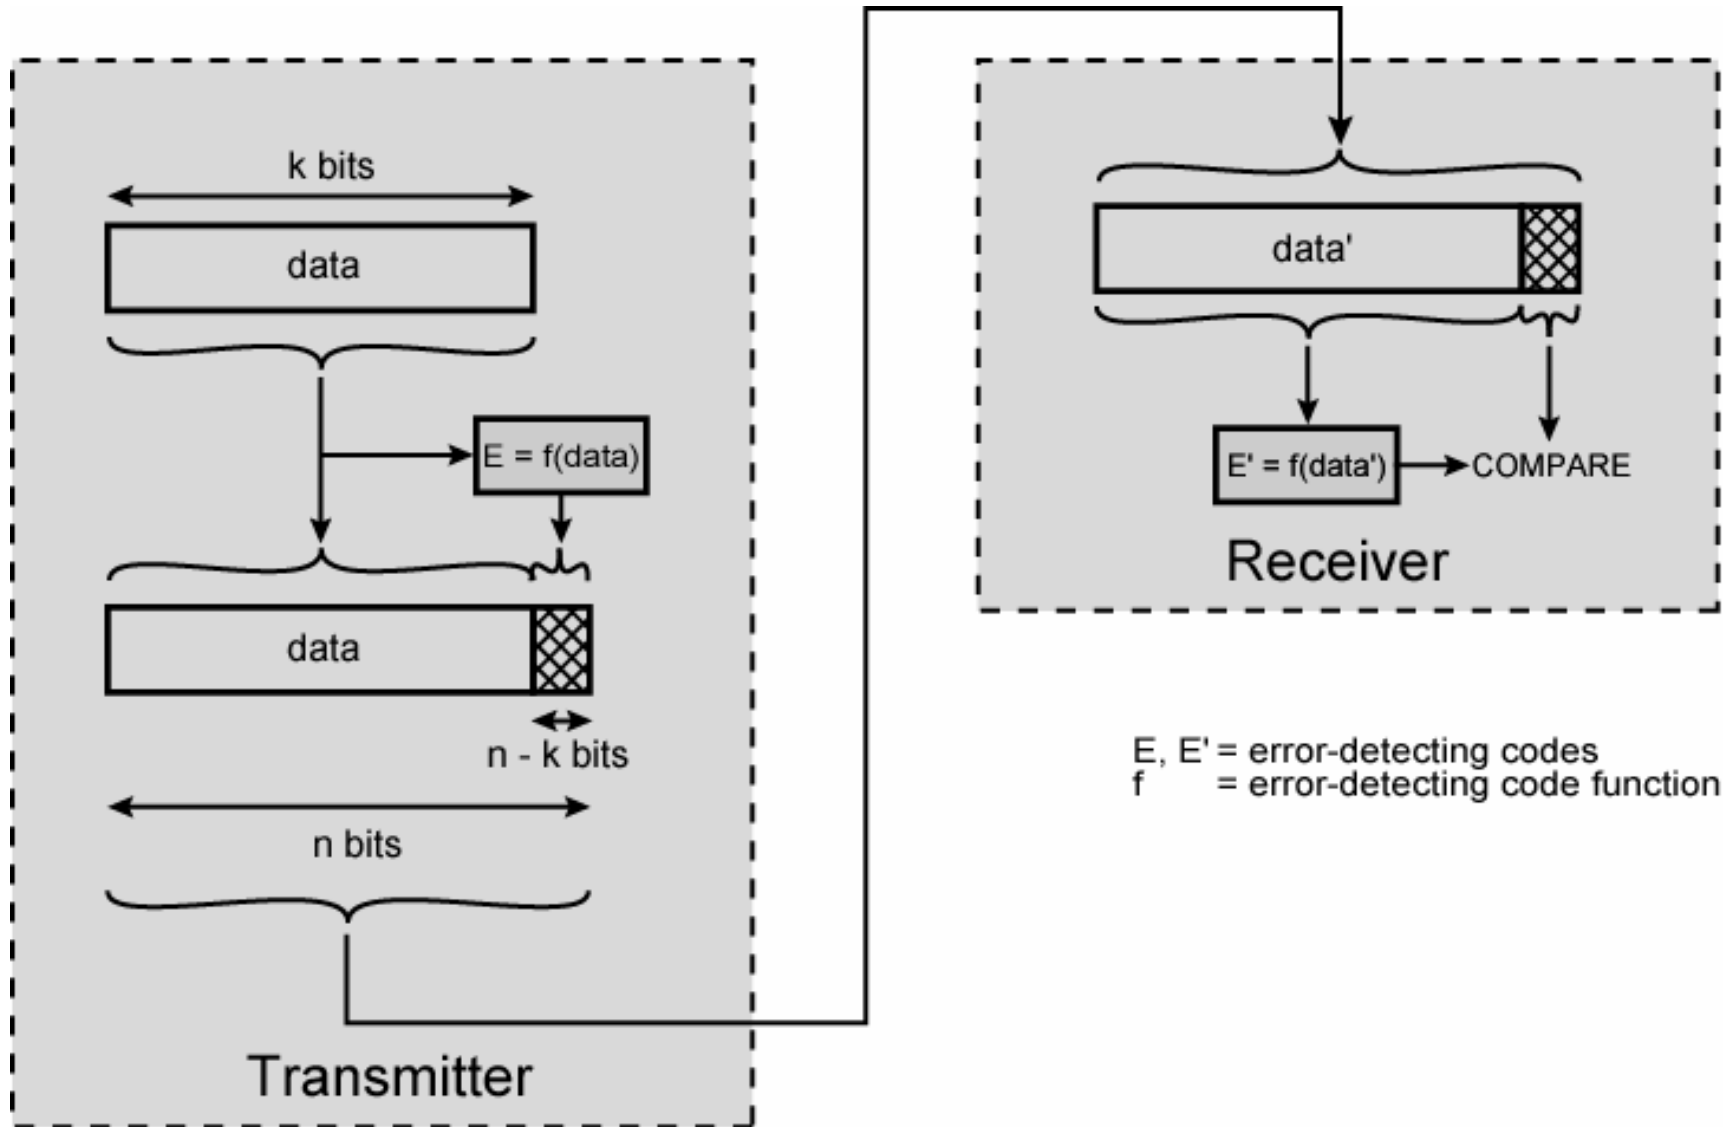 k bits
data
E = f(data)
data
n - k bits
n bits
Transmitter
data'
E' = f(data')
COMPARE
Receiver
E, E' = error-detecting codes
f = error-detecting code function